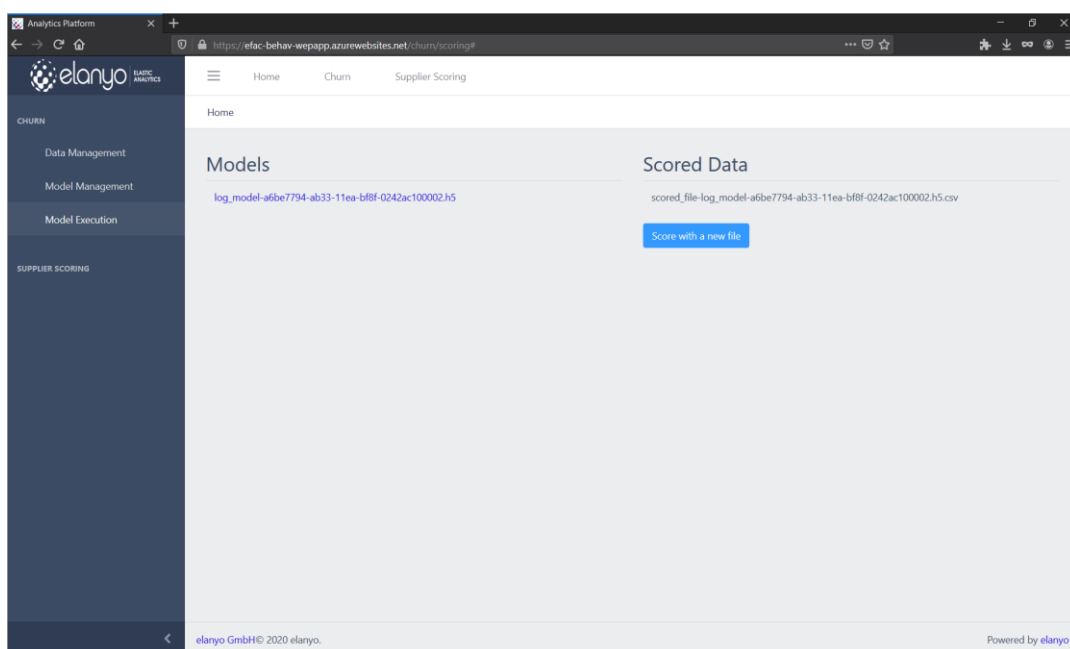 Analytics Platform
https://efac-behav-wepapp.azurewebsites.net/churn/scoring#
elanyo ELASTIC ANALYTICS
Home Churn Supplier Scoring
Home
CHURN
Data Management
Model Management
Model Execution
SUPPLIER SCORING
Models
log_model-a6be7794-ab33-11ea-bf8f-0242ac100002.h5
Scored Data
scored_file-log_model-a6be7794-ab33-11ea-bf8f-0242ac100002.h5.csv
Score with a new file
elanyo GmbH© 2020 elanyo.
Powered by elanyo